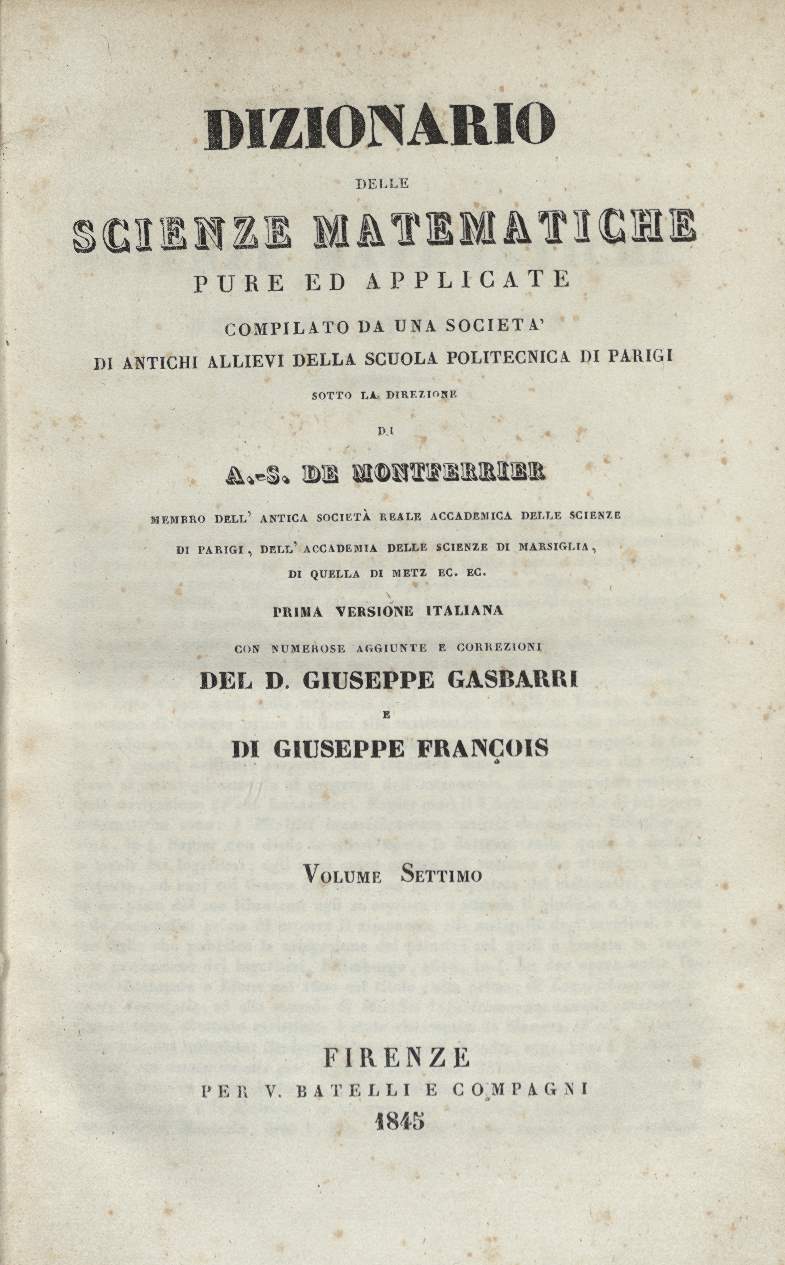 DIZIONARIO
DELLE
SCIENZE MATEMATICHE
PURE ED APPLICATE
COMPILATO DA UNA SOCIETA'
DI ANTICHI ALLIEVI DELLA SCUOLA POLITECNICA DI PARIGI
SOTTO LA DIREZIONE
DI
A.-S. DE MONTFERRIER
MEMBRO DELL' ANTICA SOCIETÀ REALE ACCADEMICA DELLE SCIENZE
DI PARIGI, DELL' ACCADEMIA DELLE SCIENZE DI MARSIGLIA,
DI QUELLA DI METZ EC. EC.
PRIMA VERSIONE ITALIANA
CON NUMEROSE AGGIUNTE E CORREZIONI
DEL D. GIUSEPPE GASBARRI
E
DI GIUSEPPE FRANÇOIS
VOLUME SETTIMO
FIRENZE
PER V. BATELLI E COMPAGNI
1845